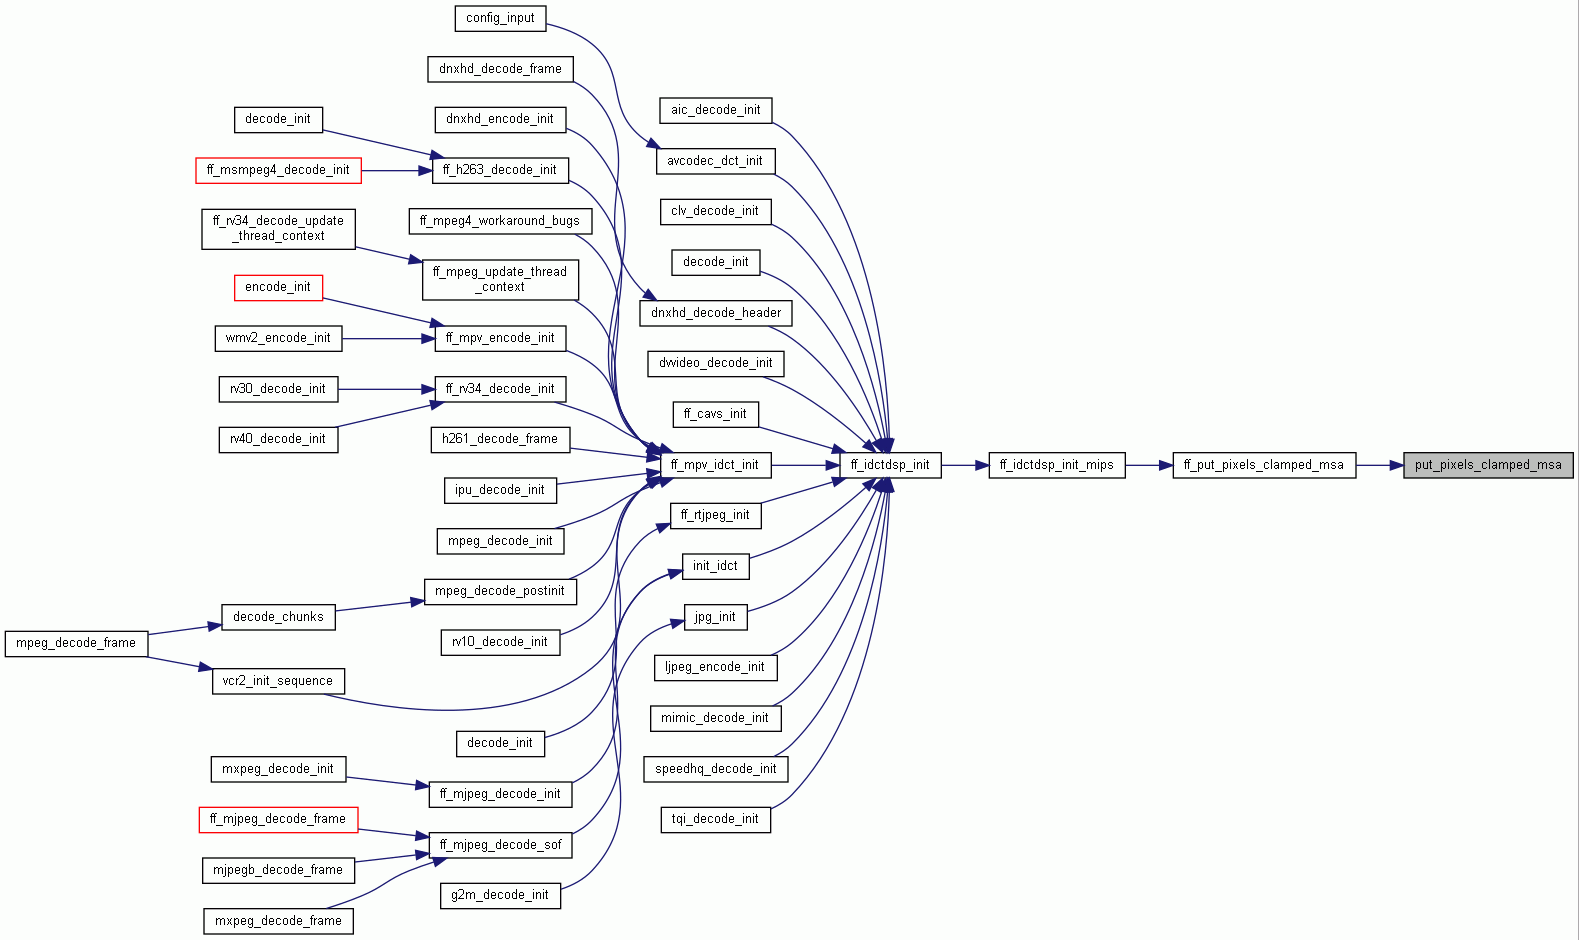 config_input
dnxhd_decode_frame
aic_decode_init
decode_init
dnxhd_encode_init
avcodec_dct_init
ff_msmpeg4_decode_init
ff_h263_decode_init
clv_decode_init
ff_rv34_decode_update
_thread_context
ff_mpeg4_workaround_bugs
decode_init
ff_mpeg_update_thread
_context
encode_init
dnxhd_decode_header
wmv2_encode_init
ff_mpv_encode_init
dvvideo_decode_init
rv30_decode_init
ff_rv34_decode_init
ff_cavs_init
rv40_decode_init
h261_decode_frame
ff_mpv_idct_init
ff_idctdsp_init
ff_idctdsp_init_mips
ff_put_pixels_clamped_msa
put_pixels_clamped_msa
ipu_decode_init
ff_rtjpeg_init
mpeg_decode_init
init_idct
mpeg_decode_postinit
decode_chunks
jpg_init
mpeg_decode_frame
rv10_decode_init
ljpeg_encode_init
vcr2_init_sequence
mimic_decode_init
decode_init
speedhq_decode_init
mxpeg_decode_init
ff_mjpeg_decode_init
ff_mjpeg_decode_frame
tqi_decode_init
ff_mjpeg_decode_sof
mjpegb_decode_frame
g2m_decode_init
mxpeg_decode_frame